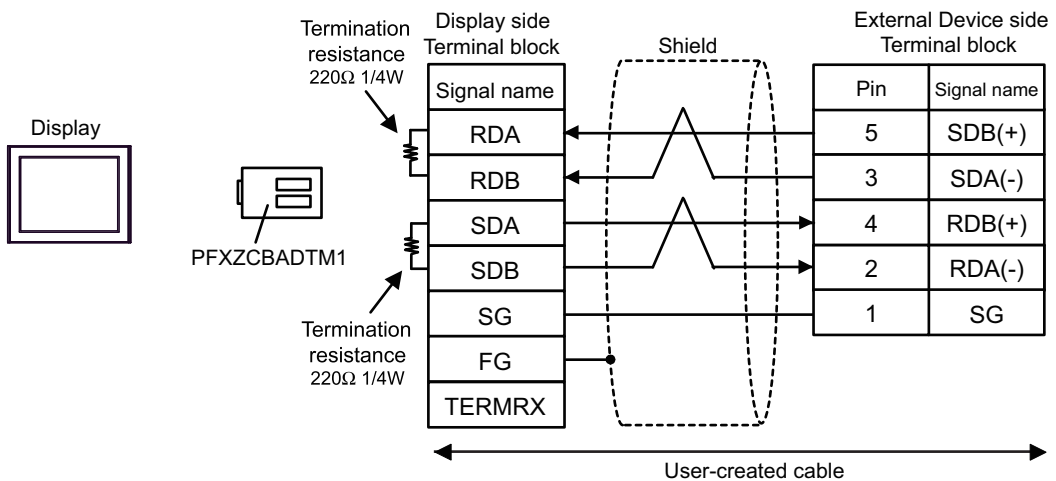 Termination
resistance
220Ω 1/4W
Display side
Terminal block
Shield
External Device side
Terminal block
Display
PFXZCBADTM1
Signal name
RDA
RDB
SDA
SDB
SG
FG
TERMRX
Pin Signal name
5 SDB(+)
3 SDA(-)
4 RDB(+)
2 RDA(-)
1 SG
Termination
resistance
220Ω 1/4W
User-created cable